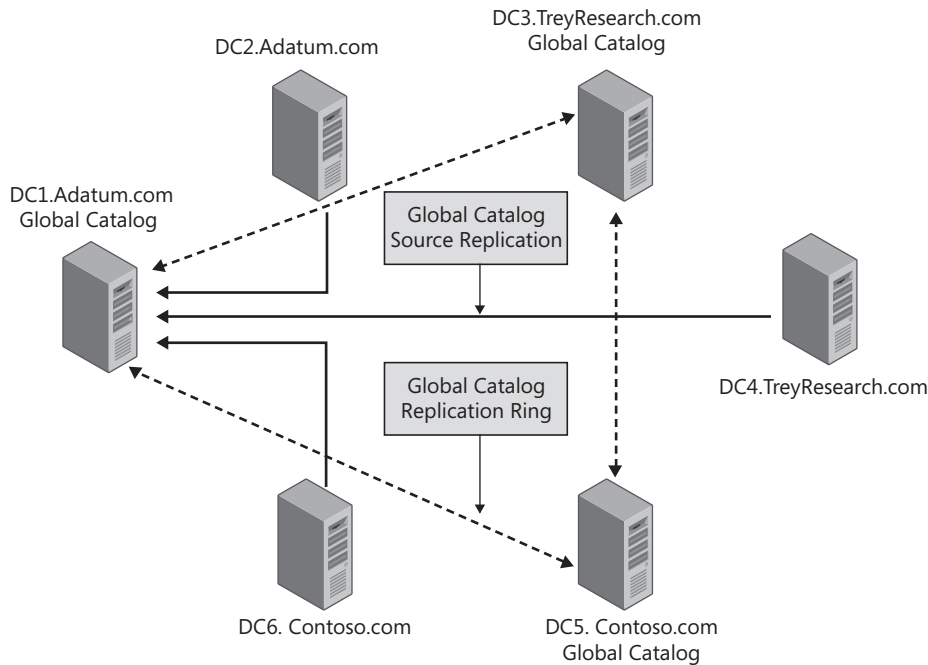 DC3.TreyResearch.com
Global Catalog
DC2.Adatum.com
DC1.Adatum.com
Global Catalog
Global Catalog
Source Replication
DC4.TreyResearch.com
Global Catalog
Replication Ring
DC6. Contoso.com
DC5. Contoso.com
Global Catalog